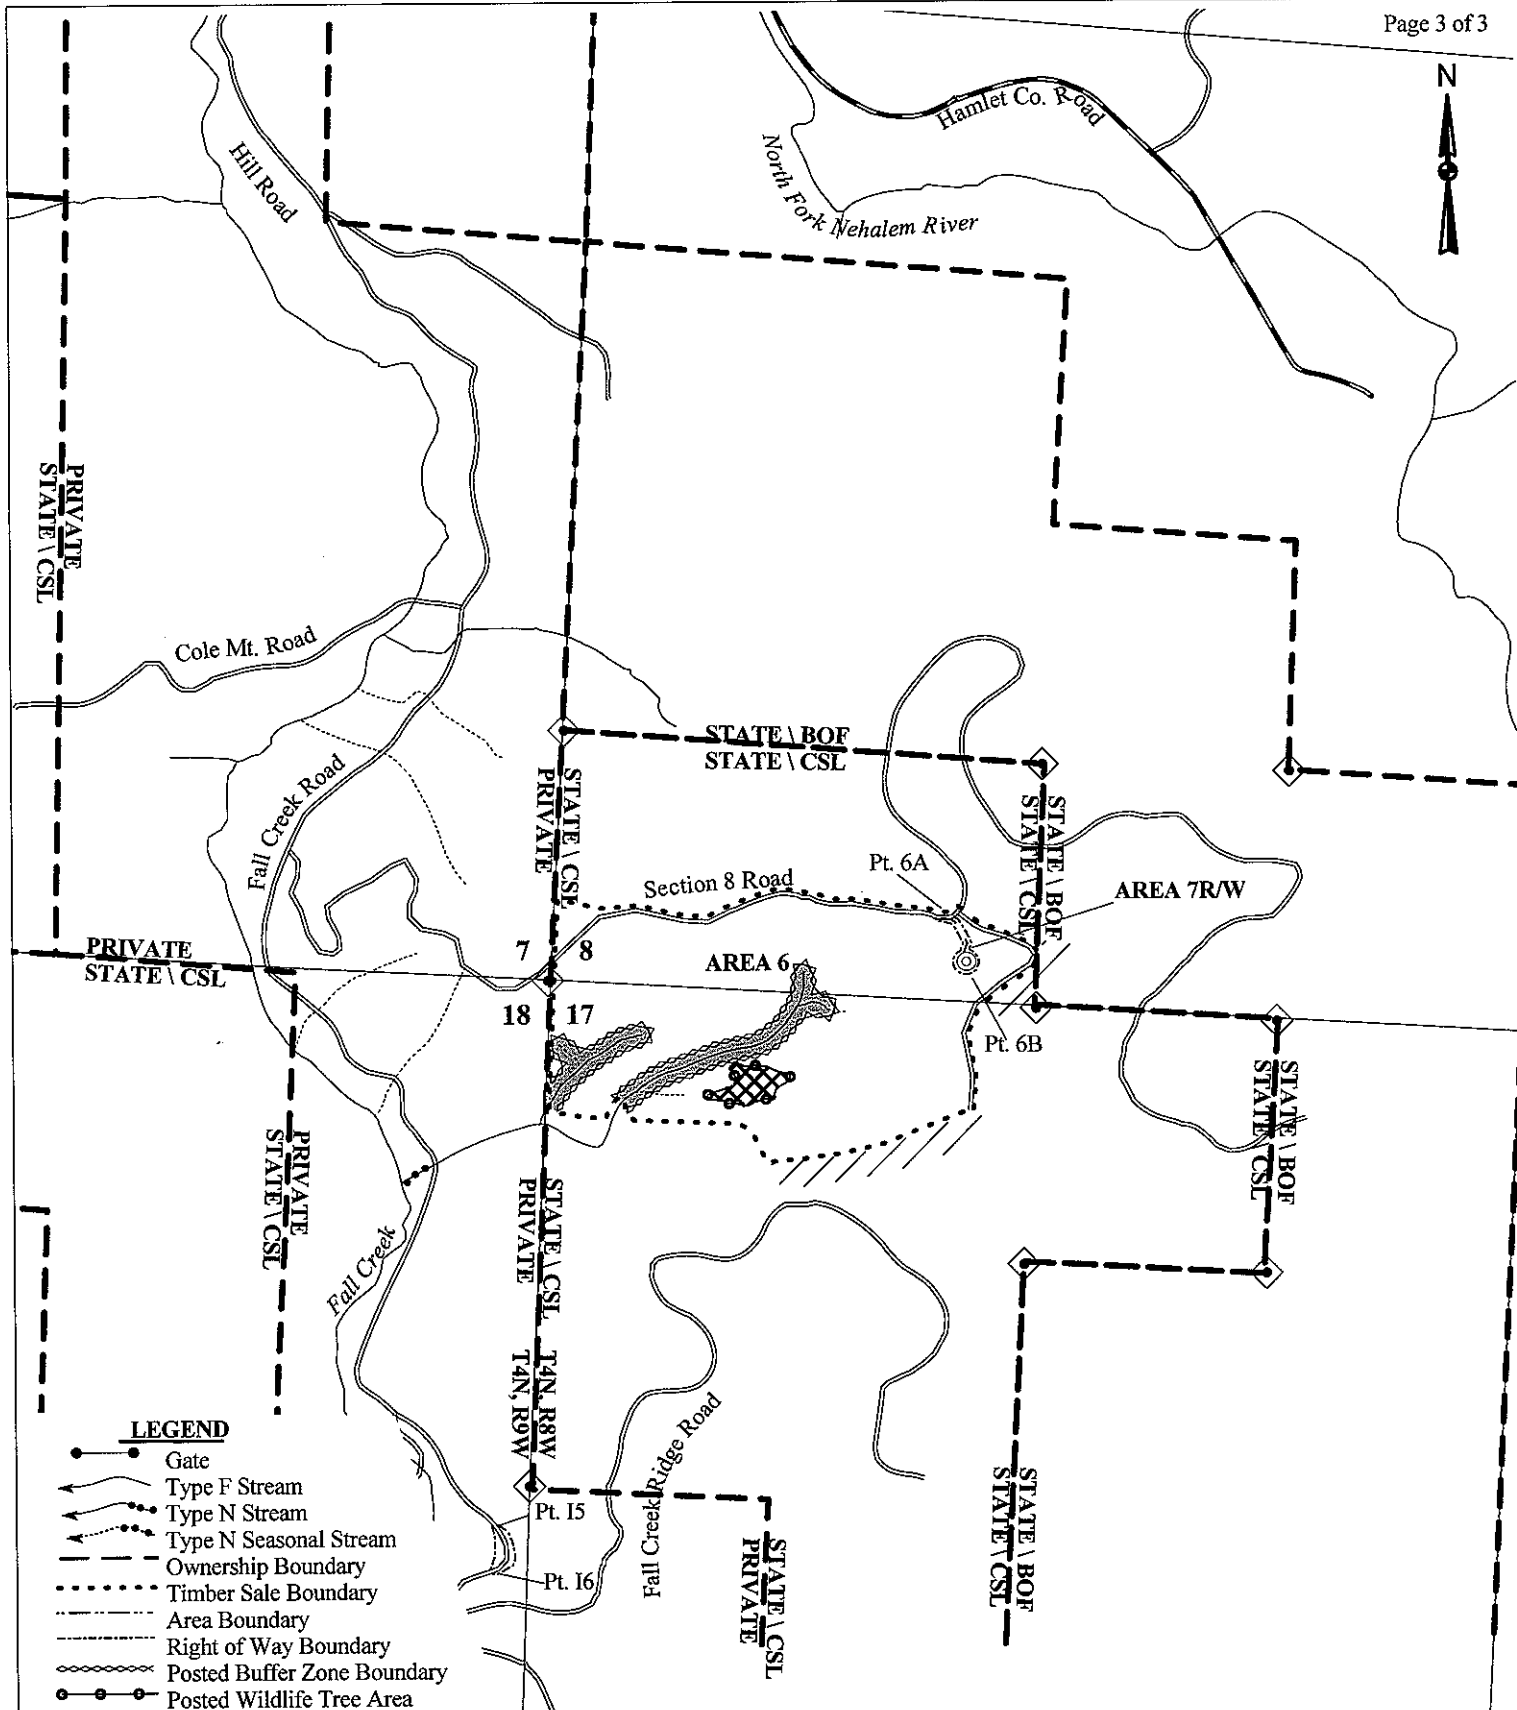 Page 3 of 3
N
Hamlet Co. Road
North Fork Nehalem River
Hill Road
PRIVATE
STATE \ CSL
Cole Mt. Road
STATE \ BOF
STATE \ CSL
Fall Creek Road
STATE \ CSL
PRIVATE
STATE \ BOF
STATE \ CSL
Pt. 6A
Section 8 Road
AREA 7R/W
PRIVATE
STATE \ CSL
7
8
AREA 6
18
17
Pt. 6B
STATE \ BOF
STATE \ CSL
PRIVATE
STATE \ CSL
STATE \ CSL
PRIVATE
Fall Creek
T4N, R8W
T4N, R9W
Fall Creek Ridge Road
Pt. I5
Pt. I6
STATE \ CSL
PRIVATE
STATE \ BOF
STATE \ CSL
LEGEND
Gate
Type F Stream
Type N Stream
Type N Seasonal Stream
Ownership Boundary
Timber Sale Boundary
Area Boundary
Right of Way Boundary
Posted Buffer Zone Boundary
Posted Wildlife Tree Area